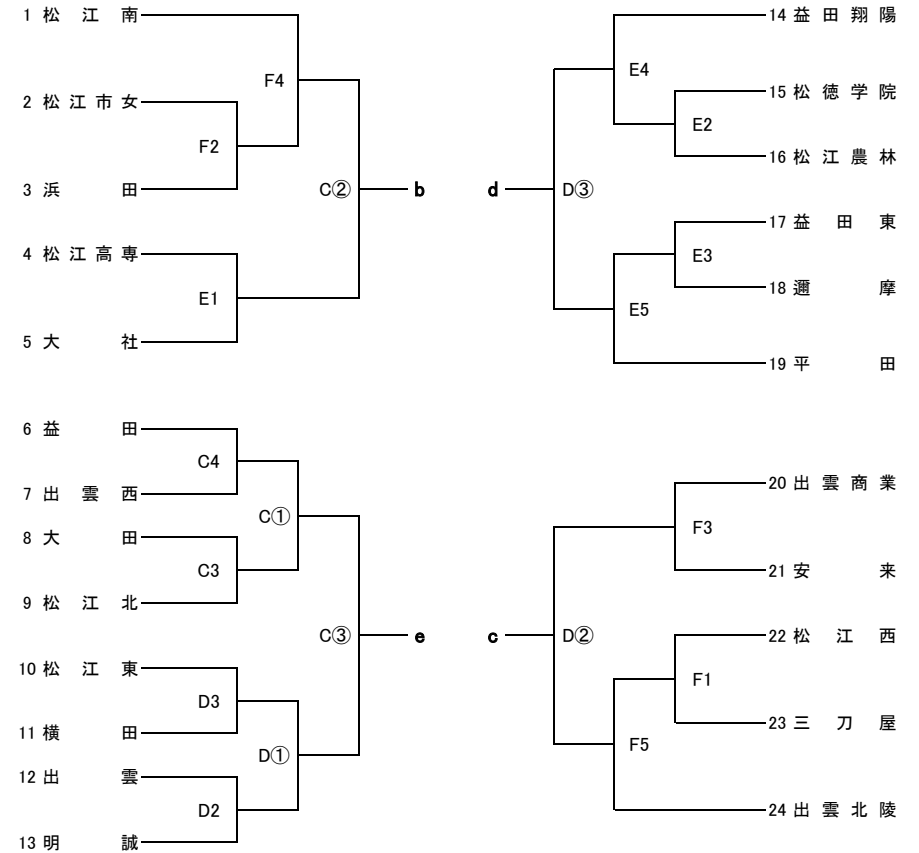 1 松江南
F4
2 松江市女
F2
3 浜田
C② b
4 松江高専
E1
5 大社
6 益田
C4
7 出雲西
C①
8 大田
C3
9 松江北
C③ e
10 松江東
D3
11 横田
D①
12 出雲
D2
13 明誠
14 益田翔陽
E4
15 松徳学院
E2
16 松江農林
d D③
17 益田東
E3
18 邇摩
E5
19 平田
20 出雲商業
F3
21 安来
c D②
22 松江西
F1
23 三刀屋
F5
24 出雲北陵